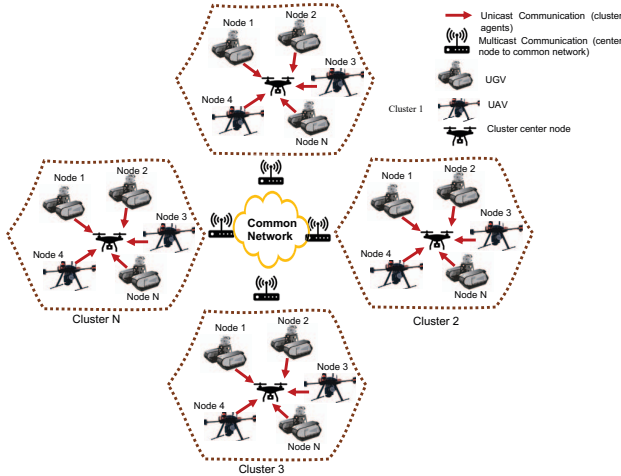 Node 1
Node 2
Node 3
Node 4
Node N
Unicast Communication (cluster
agents)
Multicast Communication (center
node to common network)
UGV
Cluster 1
UAV
Cluster center node
Node 1
Node 2
Node 3
Node 4
Node N
Cluster N
Common
Network
Node 1
Node 2
Node 3
Node 4
Node N
Cluster 2
Node 1
Node 2
Node 3
Node 4
Node N
Cluster 3